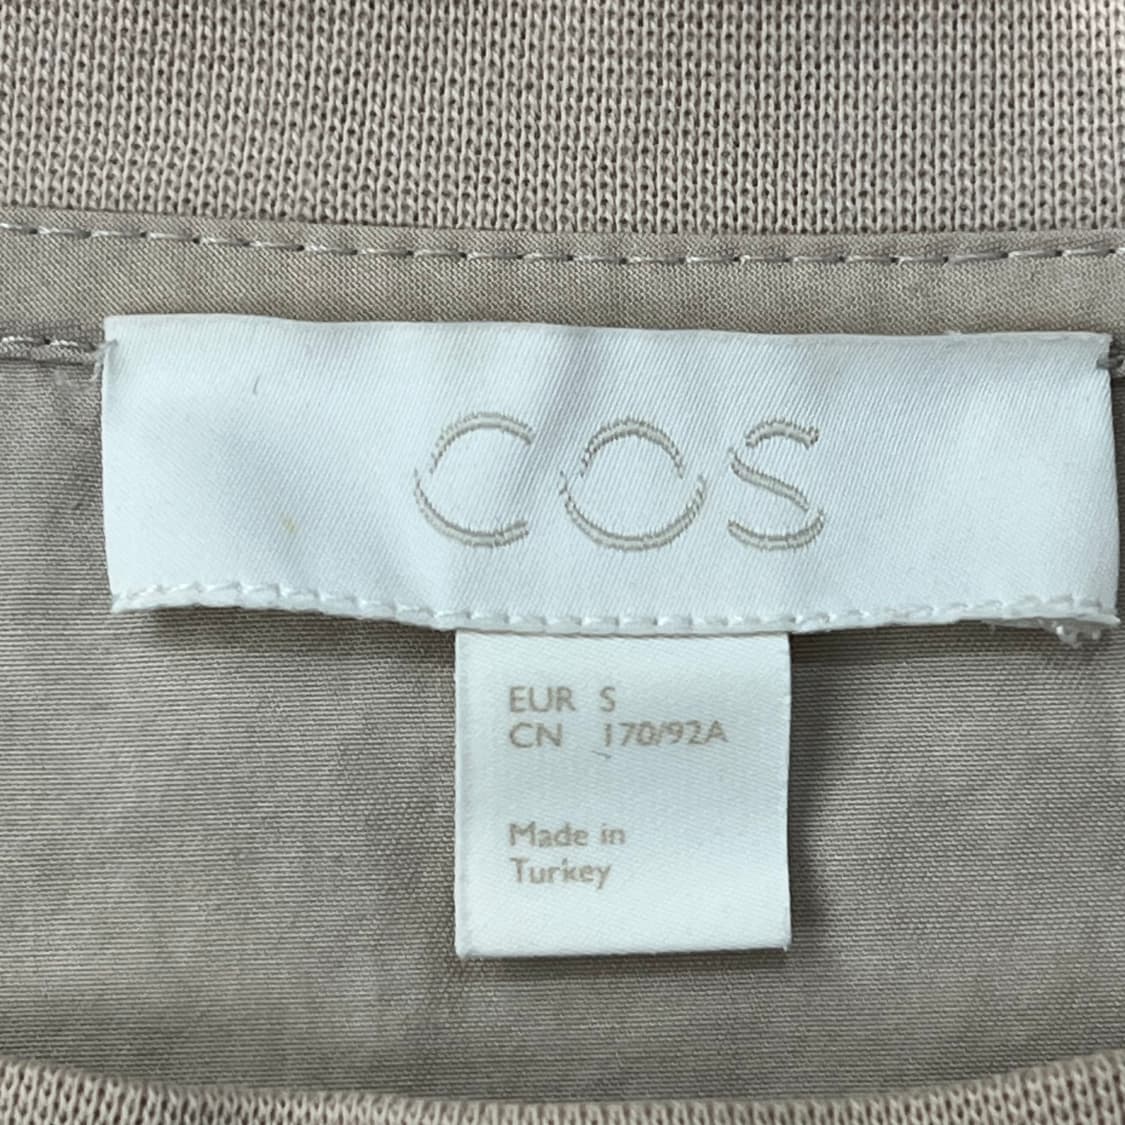 COS
EUR S
CN 170/92A
Made in
Turkey